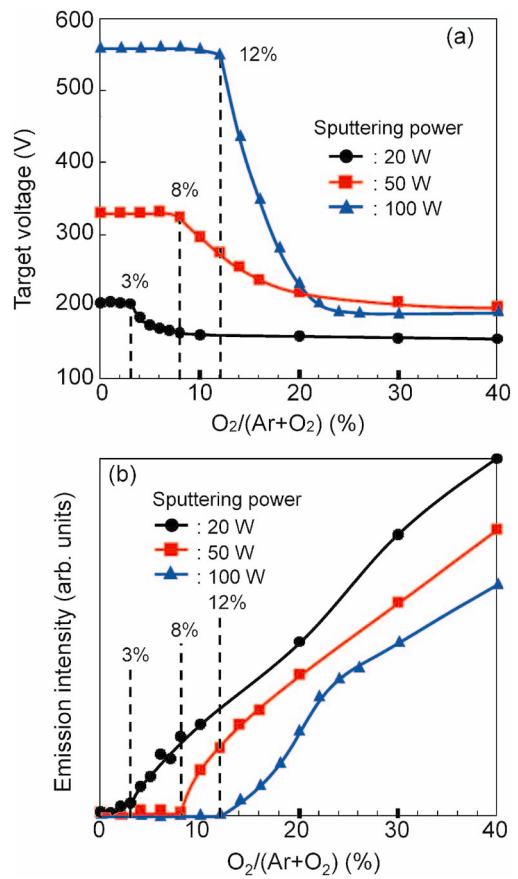 (a)
600
500
400
300
200
100
Target voltage (V)
12%
8%
3%
Sputtering power
: 20 W
: 50 W
: 100 W
0
10
20
30
40
O₂/(Ar+O₂) (%)
(b)
Sputtering power
: 20 W
: 50 W
: 100 W
12%
8%
3%
Emission intensity (arb. units)
0
10
20
30
40
O₂/(Ar+O₂) (%)